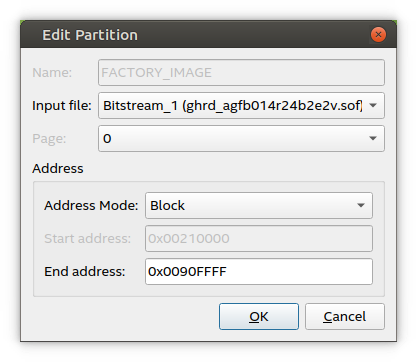 Edit Partition
Name: FACTORY_IMAGE
Input file: Bitstream_1 (ghrd_agfb014r24b2e2v.sof)
Page: 0
Address
Address Mode: Block
Start address: 0x00210000
End address: 0x0090FFFF
OK Cancel